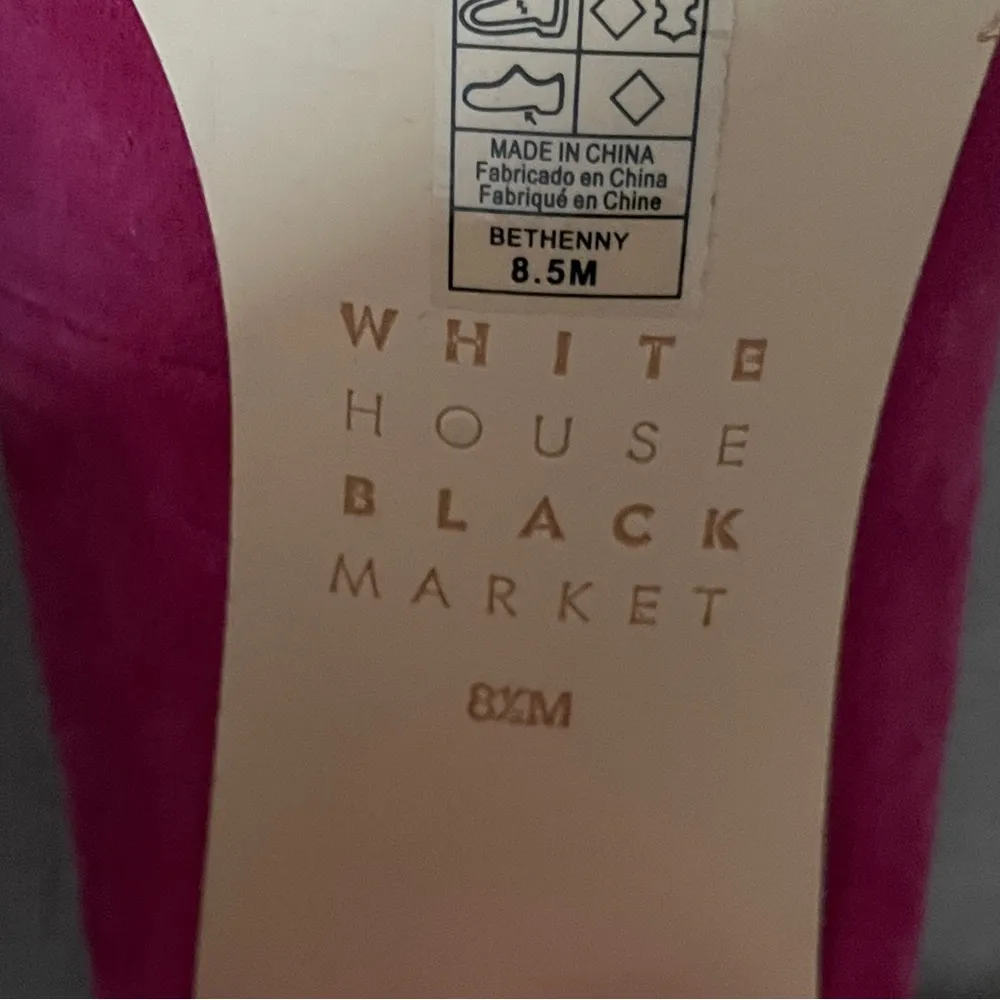 MADE IN CHINA
Fabricado en China
Fabriqué en Chine
BETHENNY
8.5M
WHITE
HOUSE
BLACK
MARKET
8½M